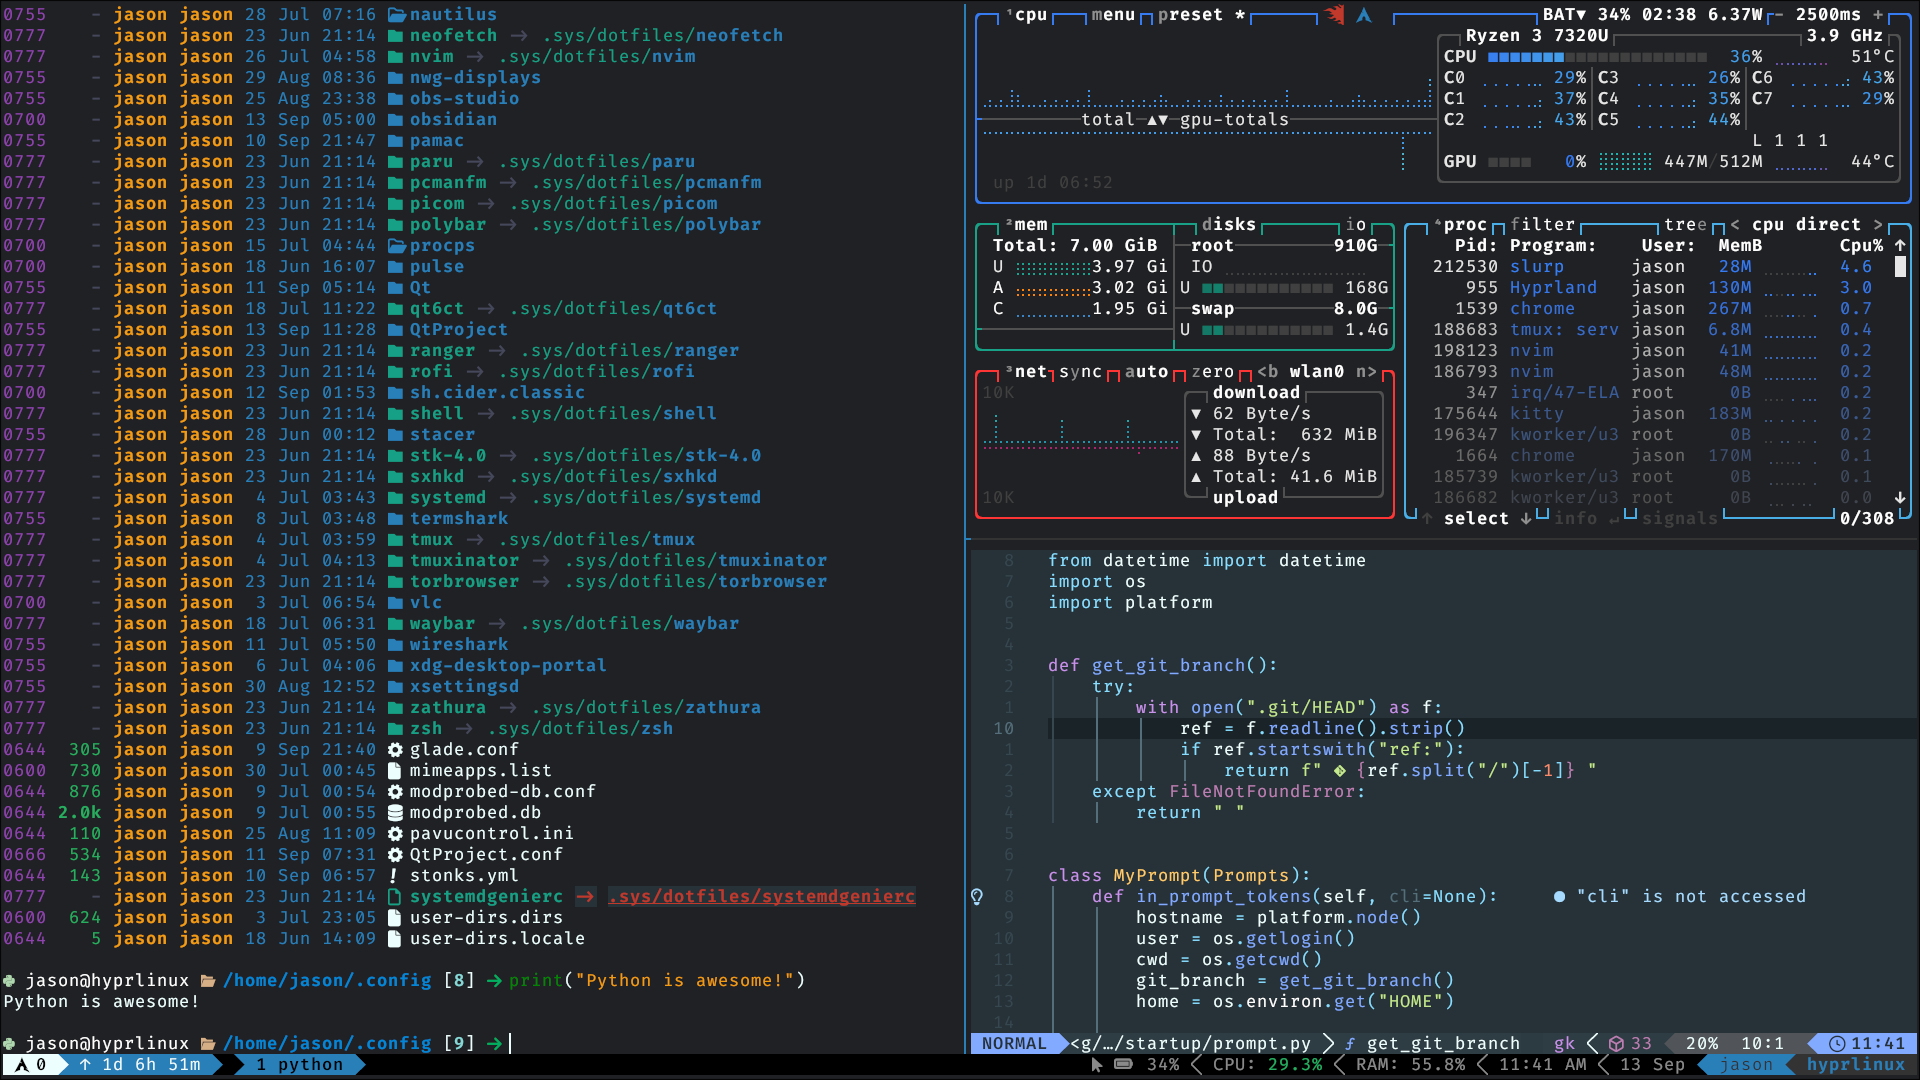 0755 - jason jason 28 Jul 07:16 nautilus
0777 - jason jason 23 Jun 21:14 neofetch → .sys/dotfiles/neofetch
0777 - jason jason 26 Jul 04:58 nvim → .sys/dotfiles/nvim
0755 - jason jason 29 Aug 08:36 nwg-displays
0755 - jason jason 25 Aug 23:38 obs-studio
0700 - jason jason 13 Sep 05:00 obsidian
0755 - jason jason 10 Sep 21:47 pamac
0777 - jason jason 23 Jun 21:14 paru → .sys/dotfiles/paru
0777 - jason jason 23 Jun 21:14 pcmanfm → .sys/dotfiles/pcmanfm
0777 - jason jason 23 Jun 21:14 picom → .sys/dotfiles/picom
0777 - jason jason 23 Jun 21:14 polybar → .sys/dotfiles/polybar
0700 - jason jason 15 Jul 04:44 procps
0700 - jason jason 18 Jun 16:07 pulse
0755 - jason jason 11 Sep 05:14 Qt
0777 - jason jason 18 Jul 11:22 qt6ct → .sys/dotfiles/qt6ct
0755 - jason jason 13 Sep 11:28 QtProject
0777 - jason jason 23 Jun 21:14 ranger → .sys/dotfiles/ranger
0777 - jason jason 23 Jun 21:14 rofi → .sys/dotfiles/rofi
0700 - jason jason 12 Sep 01:53 sh.cider.classic
0777 - jason jason 23 Jun 21:14 shell → .sys/dotfiles/shell
0755 - jason jason 28 Jun 00:12 stacer
0777 - jason jason 23 Jun 21:14 stk-4.0 → .sys/dotfiles/stk-4.0
0777 - jason jason 23 Jun 21:14 sxhkd → .sys/dotfiles/sxhkd
0777 - jason jason 4 Jul 03:43 systemd → .sys/dotfiles/systemd
0755 - jason jason 8 Jul 03:48 termshark
0777 - jason jason 4 Jul 03:59 tmux → .sys/dotfiles/tmux
0777 - jason jason 4 Jul 04:13 tmuxinator → .sys/dotfiles/tmuxinator
0777 - jason jason 23 Jun 21:14 torbrowser → .sys/dotfiles/torbrowser
0700 - jason jason 3 Jul 06:54 vlc
0777 - jason jason 18 Jul 06:31 waybar → .sys/dotfiles/waybar
0755 - jason jason 11 Jul 05:50 wireshark
0755 - jason jason 6 Jul 04:06 xdg-desktop-portal
0755 - jason jason 30 Aug 12:52 xsettingsd
0777 - jason jason 23 Jun 21:14 zathura → .sys/dotfiles/zathura
0777 - jason jason 23 Jun 21:14 zsh → .sys/dotfiles/zsh
0644 305 jason jason 9 Sep 21:40 glade.conf
0600 730 jason jason 30 Jul 00:45 mimeapps.list
0644 876 jason jason 9 Jul 00:54 modprobed-db.conf
0644 2.0k jason jason 9 Jul 00:55 modprobed.db
0644 110 jason jason 25 Aug 11:09 pavucontrol.ini
0666 534 jason jason 11 Sep 07:31 QtProject.conf
0644 143 jason jason 10 Sep 06:57 ! stonks.yml
0777 - jason jason 23 Jun 21:14 systemdgenierc → .sys/dotfiles/systemdgenierc
0600 624 jason jason 3 Jul 23:05 user-dirs.dirs
0644 5 jason jason 18 Jun 14:09 user-dirs.locale
jason@hyprlinux /home/jason/.config [8] → print("Python is awesome!")
Python is awesome!
jason@hyprlinux /home/jason/.config [9] →
¹cpu menu preset * BAT▼ 34% 02:38 6.37W - 2500ms +
Ryzen 3 7320U 3.9 GHz
CPU 36% 51°C
C0 29% C3 26% C6 43%
C1 37% C4 35% C7 29%
C2 43% C5 44%
total ▲▼ gpu-totals
L 1 1 1
GPU 0% 447M/512M 44°C
up 1d 06:52
²mem disks io
Total: 7.00 GiB root 910G
U 3.97 Gi IO
A 3.02 Gi U 168G
C 1.95 Gi swap 8.0G
U 1.4G
³net sync auto zero <b wlan0 n>
10K download
▼ 62 Byte/s
▼ Total: 632 MiB
▲ 88 Byte/s
▲ Total: 41.6 MiB
10K upload
⁴proc filter tree < cpu direct >
Pid: Program: User: MemB Cpu% ↑
212530 slurp jason 28M 4.6
955 Hyprland jason 130M 3.0
1539 chrome jason 267M 0.7
188683 tmux: serv jason 6.8M 0.4
198123 nvim jason 41M 0.2
186793 nvim jason 48M 0.2
347 irq/47-ELA root 0B 0.2
175644 kitty jason 183M 0.2
196347 kworker/u3 root 0B 0.2
1664 chrome jason 170M 0.1
185739 kworker/u3 root 0B 0.1
186682 kworker/u3 root 0B 0.0 ↓
↑ select ↓ info ↵ signals 0/308
8 from datetime import datetime
7 import os
6 import platform
5
4
3 def get_git_branch():
2 try:
1 with open(".git/HEAD") as f:
10 ref = f.readline().strip()
1 if ref.startswith("ref:"):
2 return f" {ref.split("/")[-1]} "
3 except FileNotFoundError:
4 return " "
5
6
7 class MyPrompt(Prompts):
8 def in_prompt_tokens(self, cli=None): ● "cli" is not accessed
9 hostname = platform.node()
10 user = os.getlogin()
11 cwd = os.getcwd()
12 git_branch = get_git_branch()
13 home = os.environ.get("HOME")
14
NORMAL <g/…/startup/prompt.py f get_git_branch gk 33 20% 10:1 11:41
0 ↑ 1d 6h 51m 1 python 34% CPU: 29.3% RAM: 55.8% 11:41 AM 13 Sep jason hyprlinux